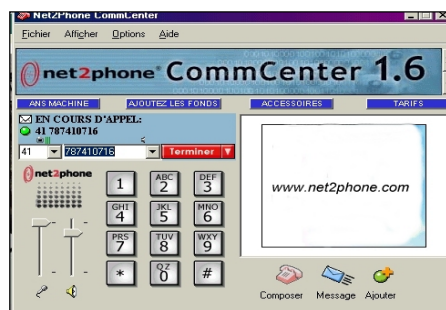 Net2Phone CommCenter
Fichier Afficher Options Aide
net2phone® CommCenter 1.6
ANS MACHINE AJOUTEZ LES FONDS ACCESSOIRES TARIFS
EN COURS D'APPEL:
41 787410716
41 787410716 Terminer
net2phone
1 ABC 2 DEF 3
GHI 4 JKL 5 MNO 6
PRS 7 TUV 8 WXY 9
* QZ 0 #
www.net2phone.com
Composer Message Ajouter